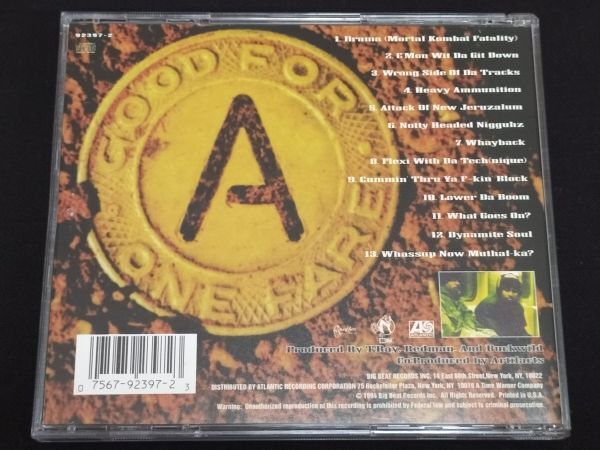 92397-2
1. Drama (Mortal Kombat Fatality)
2. C'Mon Wit Da Git Down
3. Wrong Side Of Da Tracks
4. Heavy Ammunition
5. Attack Of New Jeruzalum
6. Notty Headed Nigguhz
7. Whayback
8. Flexi With Da Tech(nique)
9. Cummin' Thru Ya F-kin' Block
10. Lower Da Boom
11. What Goes On?
12. Dynamite Soul
13. Whassup Now Muthaf-ka?
GOOD FOR
A
ONE FARE
ATLANTIC
Produced By T-Ray, Redman, And Buckwild
Co-Produced by Artifacts
BIG BEAT RECORDS INC. 14 East 60th Street, New York, NY. 10022
DISTRIBUTED BY ATLANTIC RECORDING CORPORATION 75 Rockefeller Plaza, New York, NY 10019 A Time Warner Company
© 1994 Big Beat Records Inc. All Rights Reserved. Printed in U.S.A.
Warning: Unauthorized reproduction of this recording is prohibited by Federal law and subject to criminal prosecution.
0 7567-92397-2 3